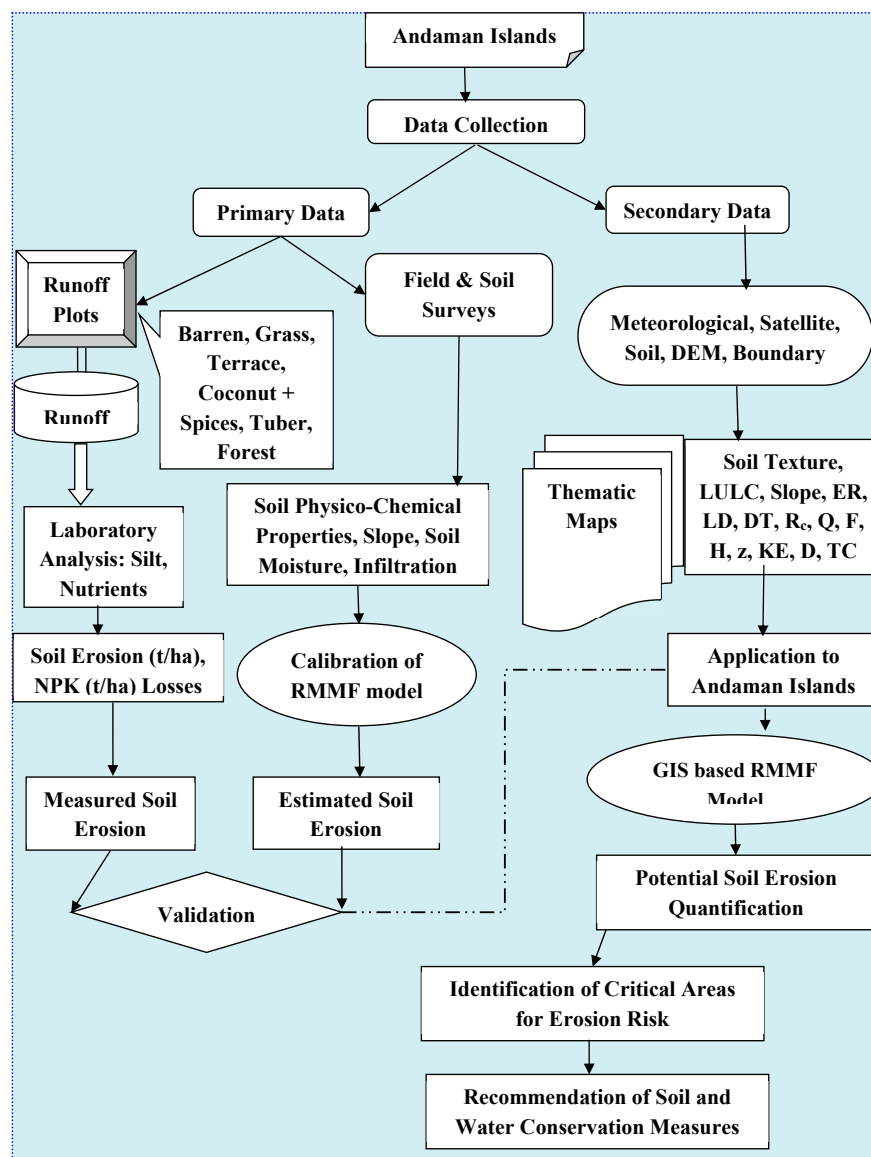 Andaman Islands
Data Collection
Primary Data
Secondary Data
Runoff
Plots
Barren, Grass,
Terrace,
Coconut +
Spices, Tuber,
Forest
Field & Soil
Surveys
Meteorological, Satellite,
Soil, DEM, Boundary
Runoff
Thematic
Maps
Soil Texture,
LULC, Slope, ER,
LD, DT, Rc, Q, F,
H, z, KE, D, TC
Laboratory
Analysis: Silt,
Nutrients
Soil Physico-Chemical
Properties, Slope, Soil
Moisture, Infiltration
Soil Erosion (t/ha),
NPK (t/ha) Losses
Calibration of
RMMF model
Application to
Andaman Islands
GIS based RMMF
Model
Measured Soil
Erosion
Estimated Soil
Erosion
Validation
Potential Soil Erosion
Quantification
Identification of Critical Areas
for Erosion Risk
Recommendation of Soil and
Water Conservation Measures